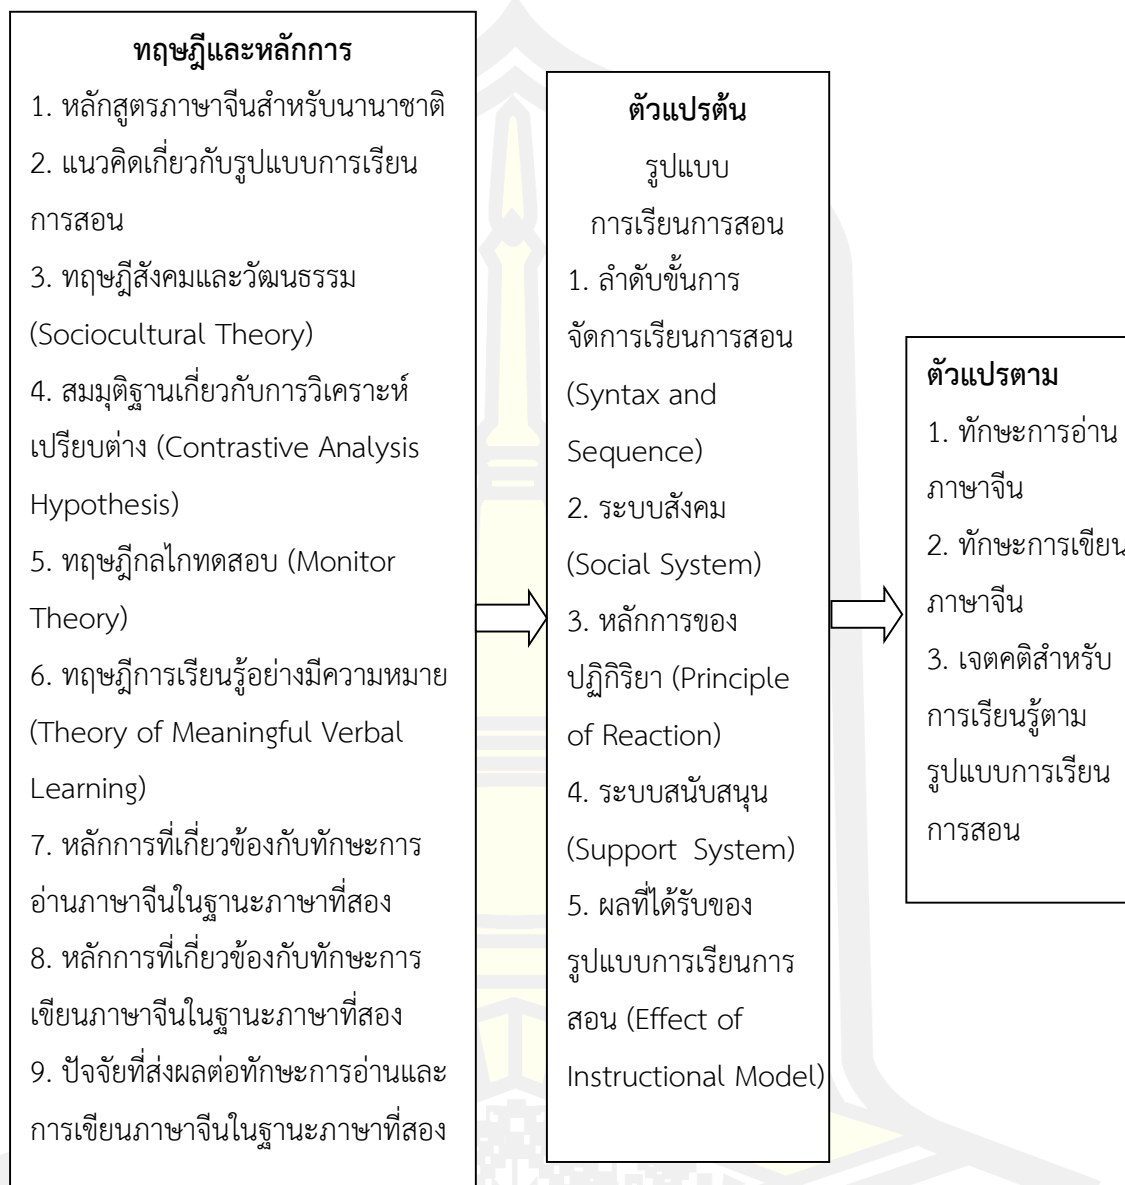 ทฤษฎีและหลักการ
1. หลักสูตรภาษาจีนสำหรับนานาชาติ
2. แนวคิดเกี่ยวกับรูปแบบการเรียน
การสอน
3. ทฤษฎีสังคมและวัฒนธรรม
(Sociocultural Theory)
4. สมมุติฐานเกี่ยวกับการวิเคราะห์
เปรียบต่าง (Contrastive Analysis
Hypothesis)
5. ทฤษฎีกลไกทดสอบ (Monitor
Theory)
6. ทฤษฎีการเรียนรู้อย่างมีความหมาย
(Theory of Meaningful Verbal
Learning)
7. หลักการที่เกี่ยวข้องกับทักษะการ
อ่านภาษาจีนในฐานะภาษาที่สอง
8. หลักการที่เกี่ยวข้องกับทักษะการ
เขียนภาษาจีนในฐานะภาษาที่สอง
9. ปัจจัยที่ส่งผลต่อทักษะการอ่านและ
การเขียนภาษาจีนในฐานะภาษาที่สอง
ตัวแปรต้น
รูปแบบ
การเรียนการสอน
1. ลำดับขั้นการ
จัดการเรียนการสอน
(Syntax and
Sequence)
2. ระบบสังคม
(Social System)
3. หลักการของ
ปฏิกิริยา (Principle
of Reaction)
4. ระบบสนับสนุน
(Support System)
5. ผลที่ได้รับของ
รูปแบบการเรียนการ
สอน (Effect of
Instructional Model)
ตัวแปรตาม
1. ทักษะการอ่าน
ภาษาจีน
2. ทักษะการเขียน
ภาษาจีน
3. เจตคติสำหรับ
การเรียนรู้ตาม
รูปแบบการเรียน
การสอน